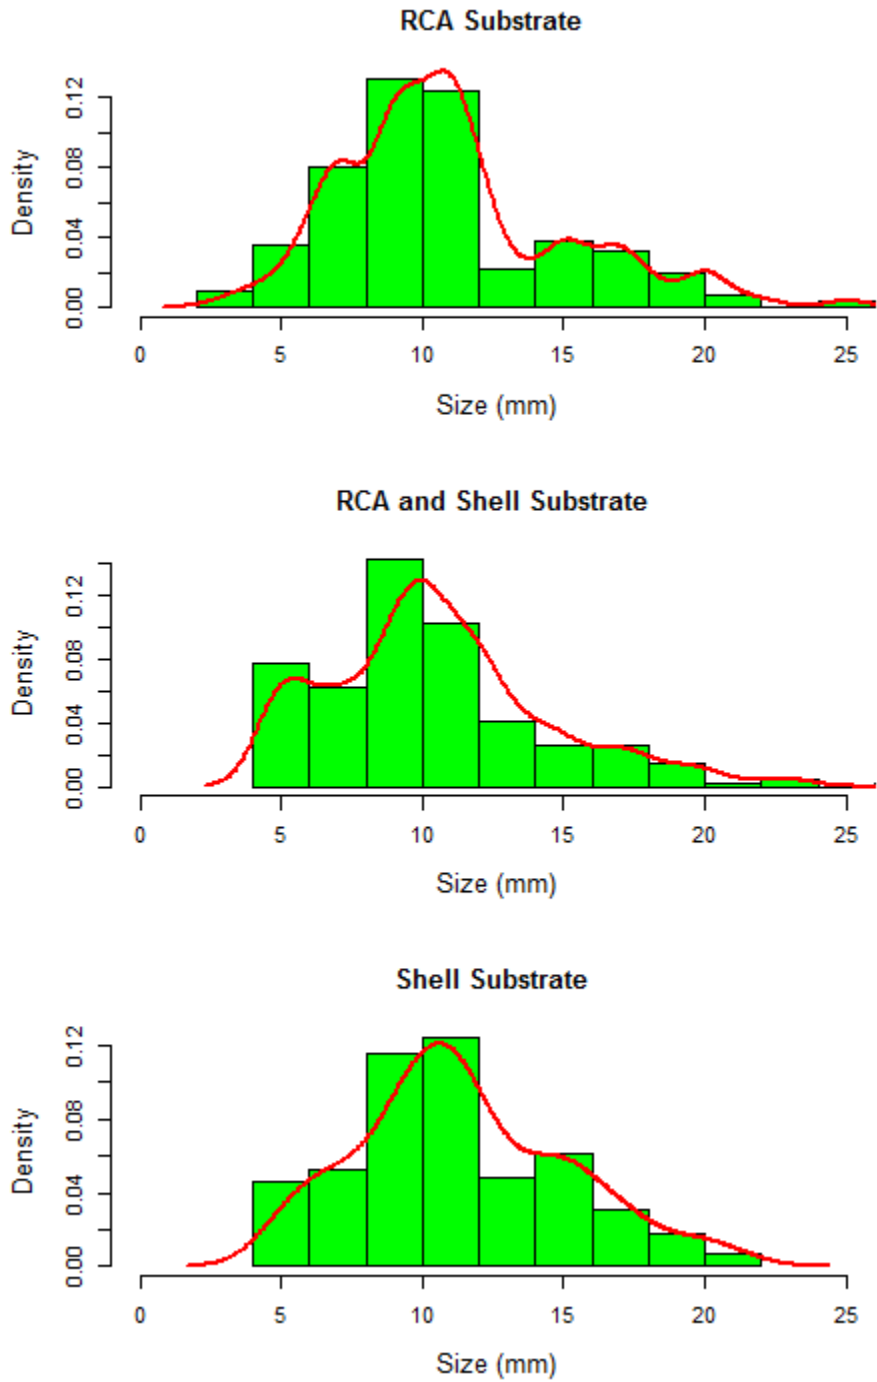 RCA Substrate
Density
0.00 0.04 0.08 0.12
0 5 10 15 20 25
Size (mm)
RCA and Shell Substrate
Density
0.00 0.04 0.08 0.12
0 5 10 15 20 25
Size (mm)
Shell Substrate
Density
0.00 0.04 0.08 0.12
0 5 10 15 20 25
Size (mm)